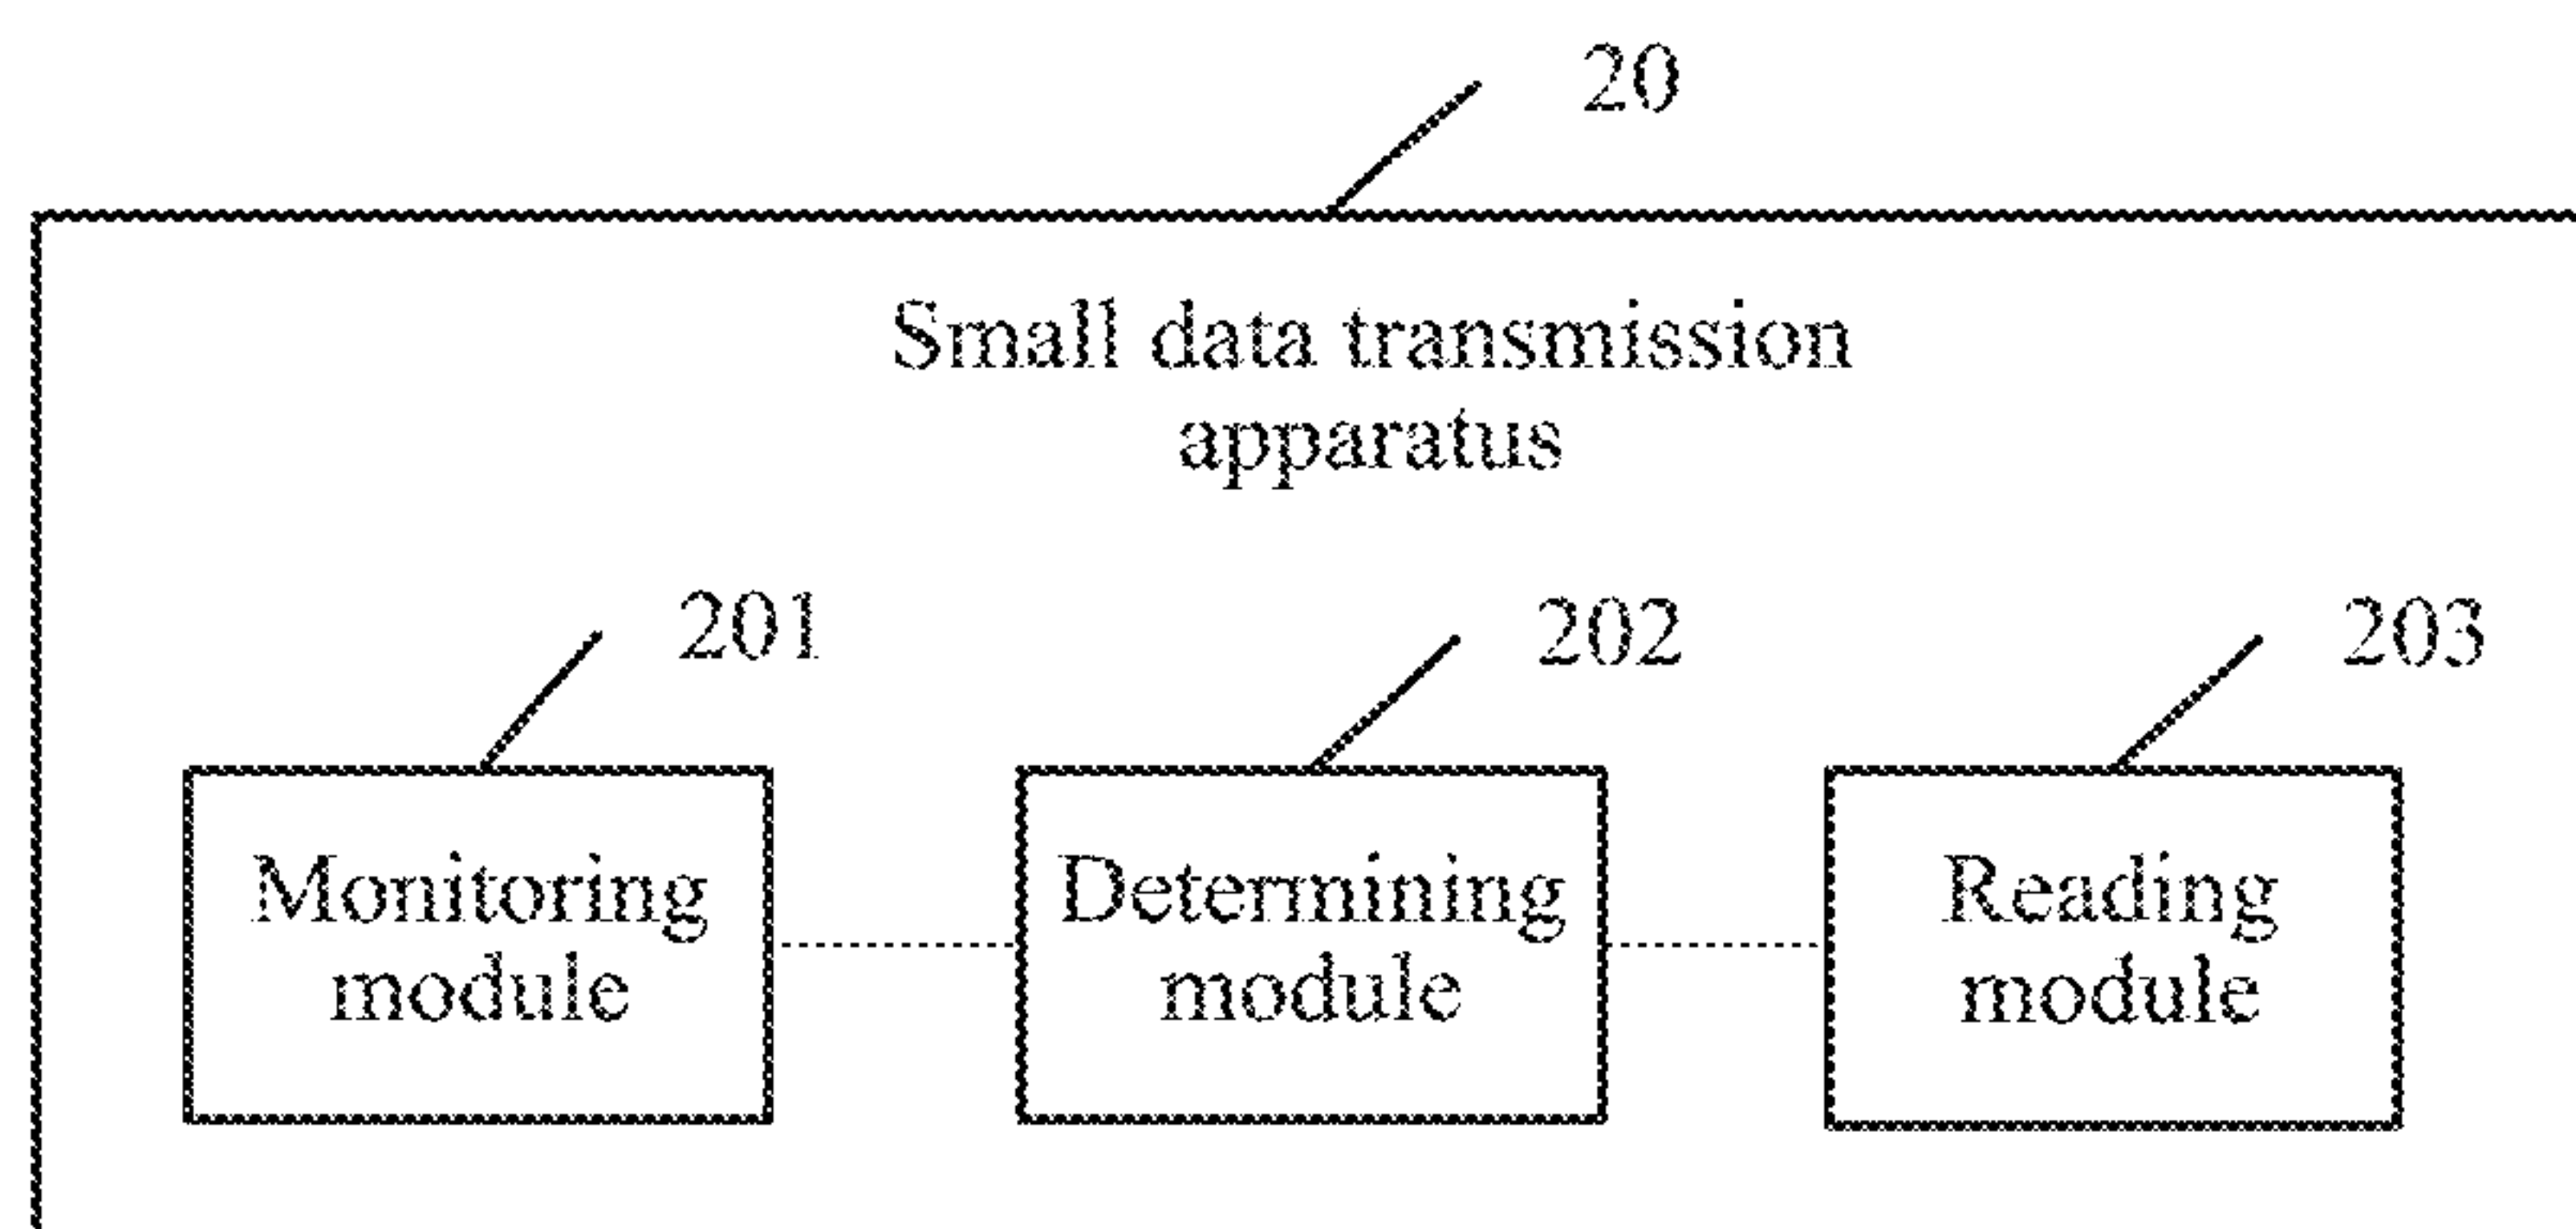 20
Small data transmission
apparatus
201
202
203
Monitoring
module
Determining
module
Reading
module